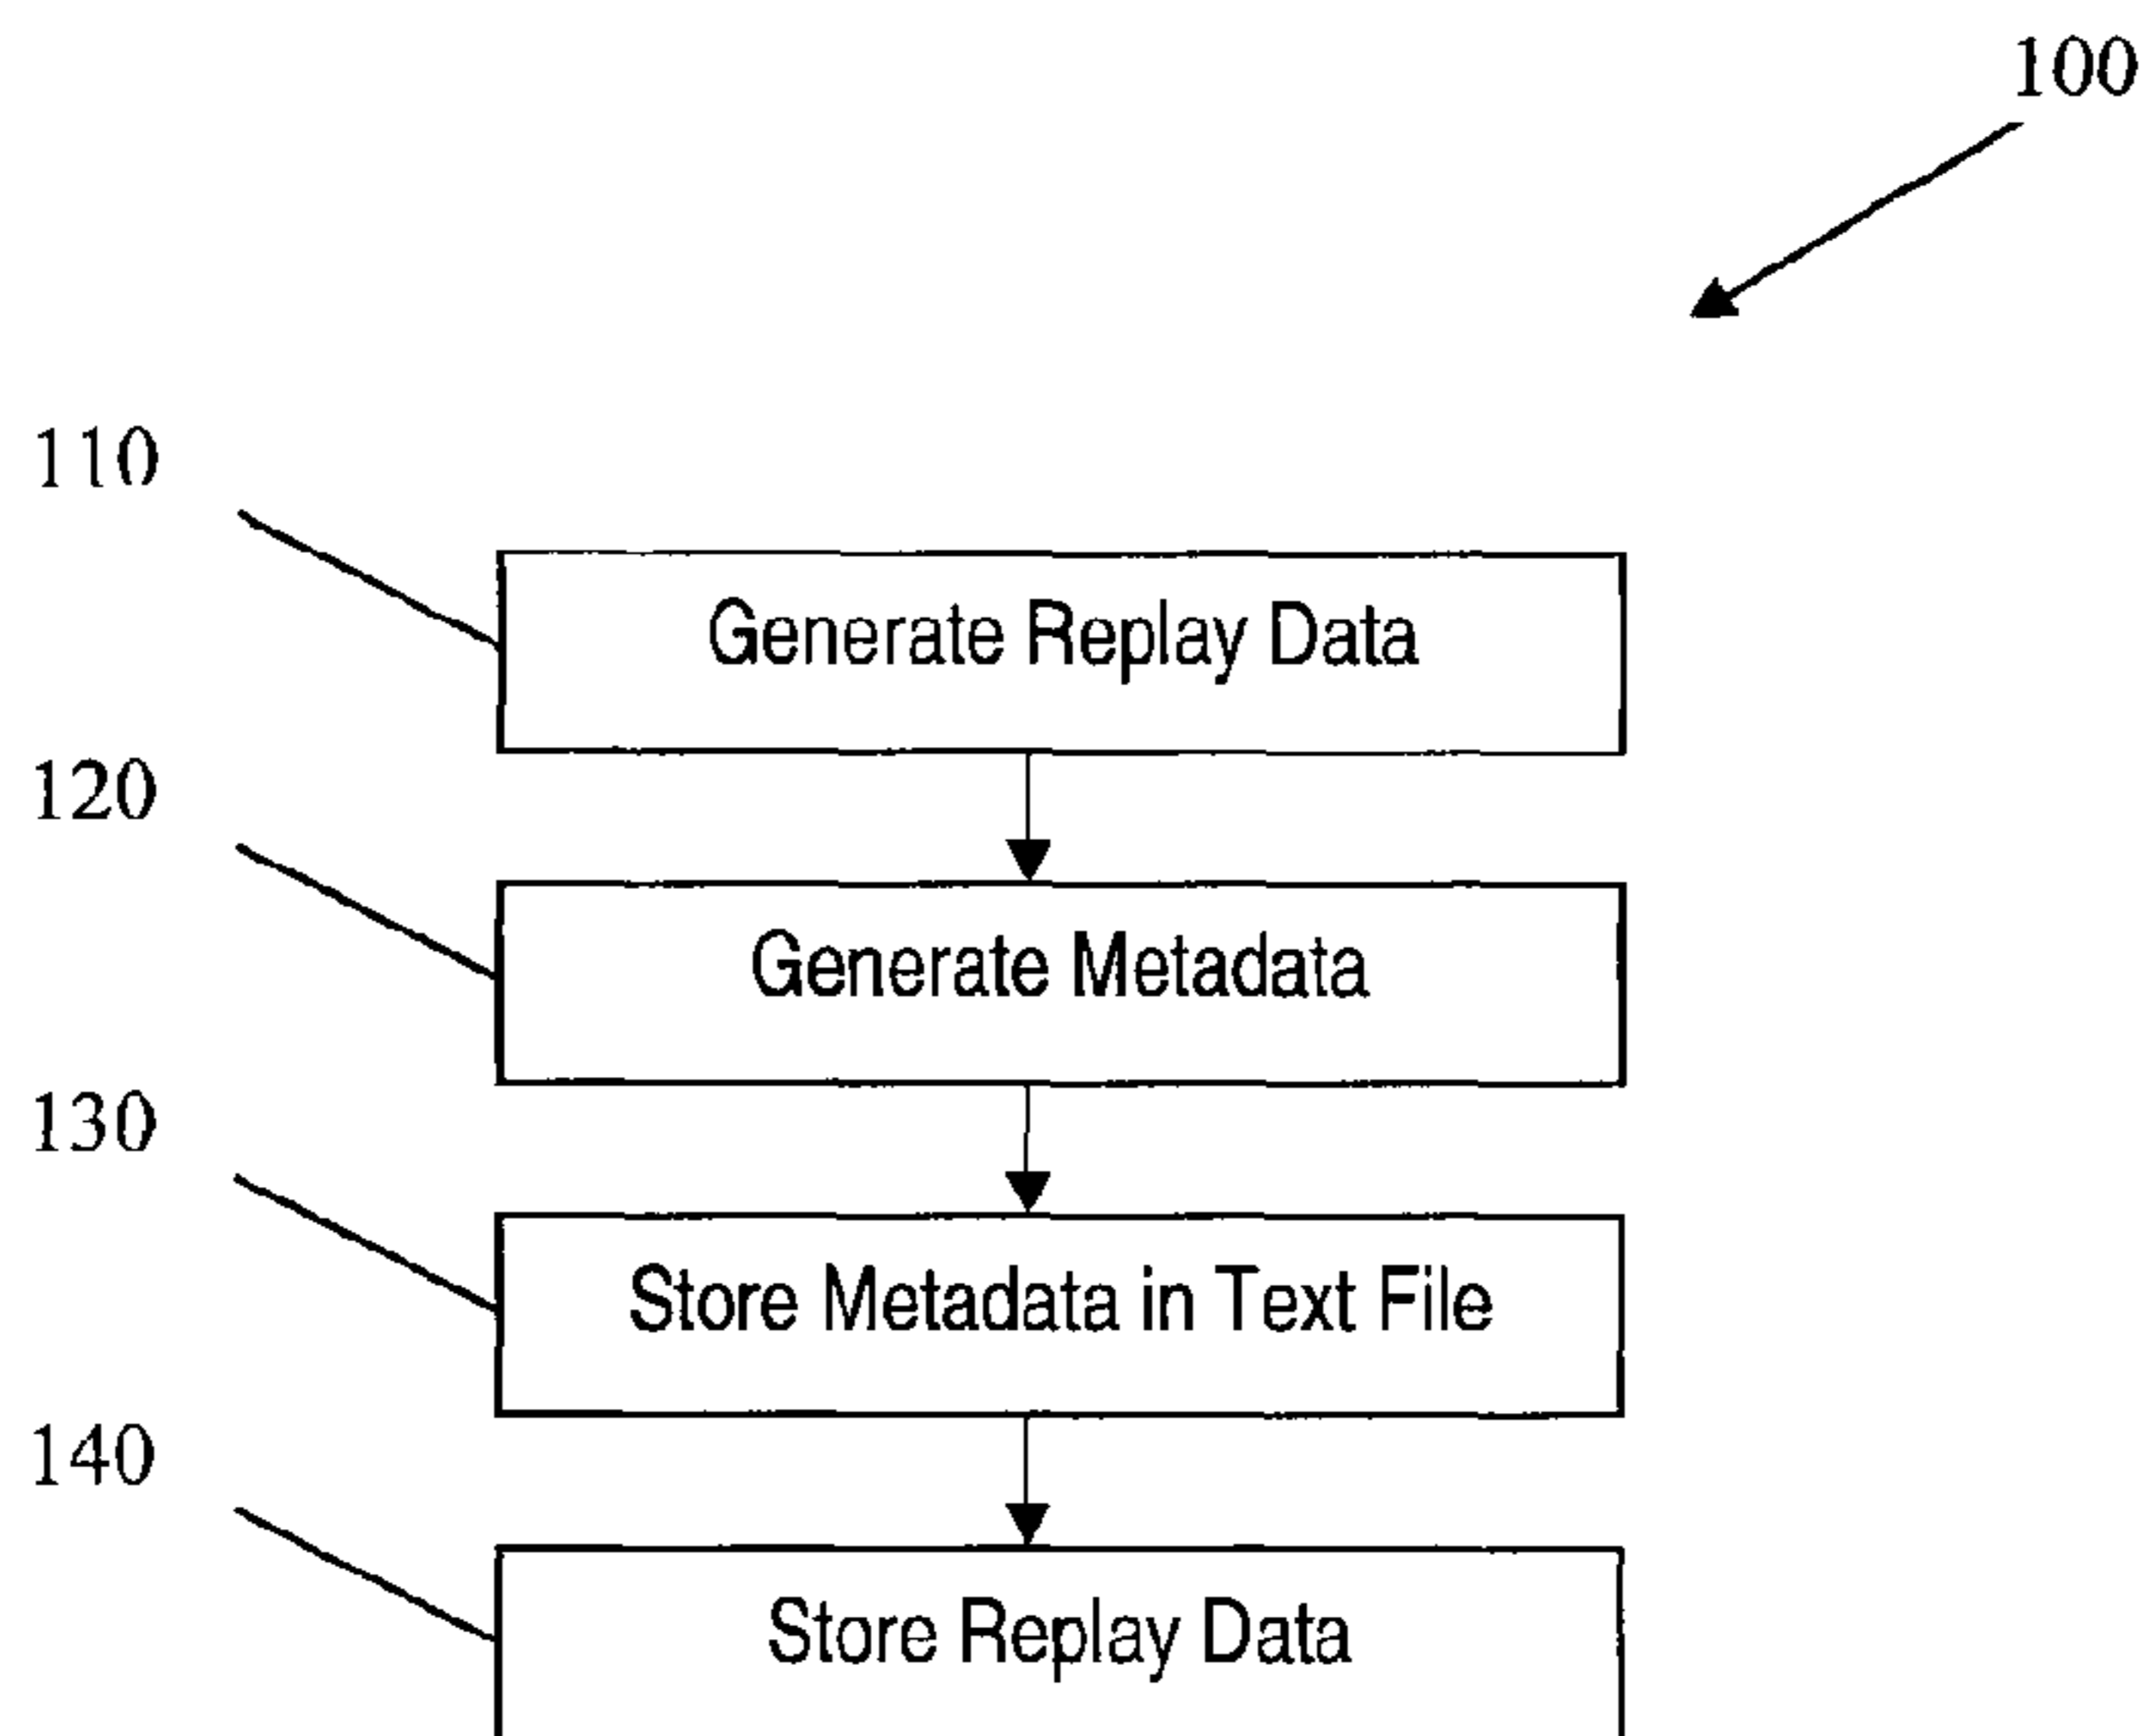 100
110
Generate Replay Data
120
Generate Metadata
130
Store Metadata in Text File
140
Store Replay Data